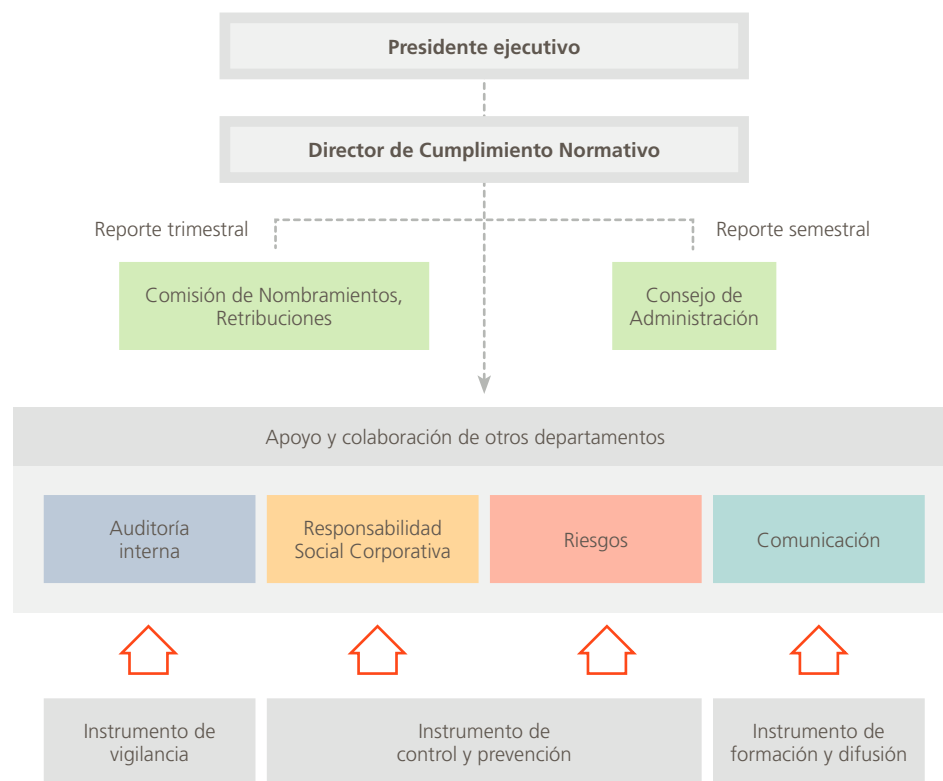 Presidente ejecutivo
Director de Cumplimiento Normativo
Reporte trimestral
Reporte semestral
Comisión de Nombramientos,
Retribuciones
Consejo de
Administración
Apoyo y colaboración de otros departamentos
Auditoría
interna
Responsabilidad
Social Corporativa
Riesgos
Comunicación
Instrumento de
vigilancia
Instrumento de
control y prevención
Instrumento de
formación y difusión